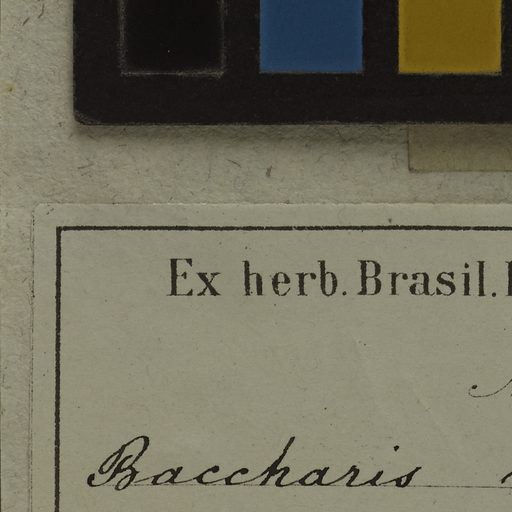 Ex herb. Brasil.
Baccharis